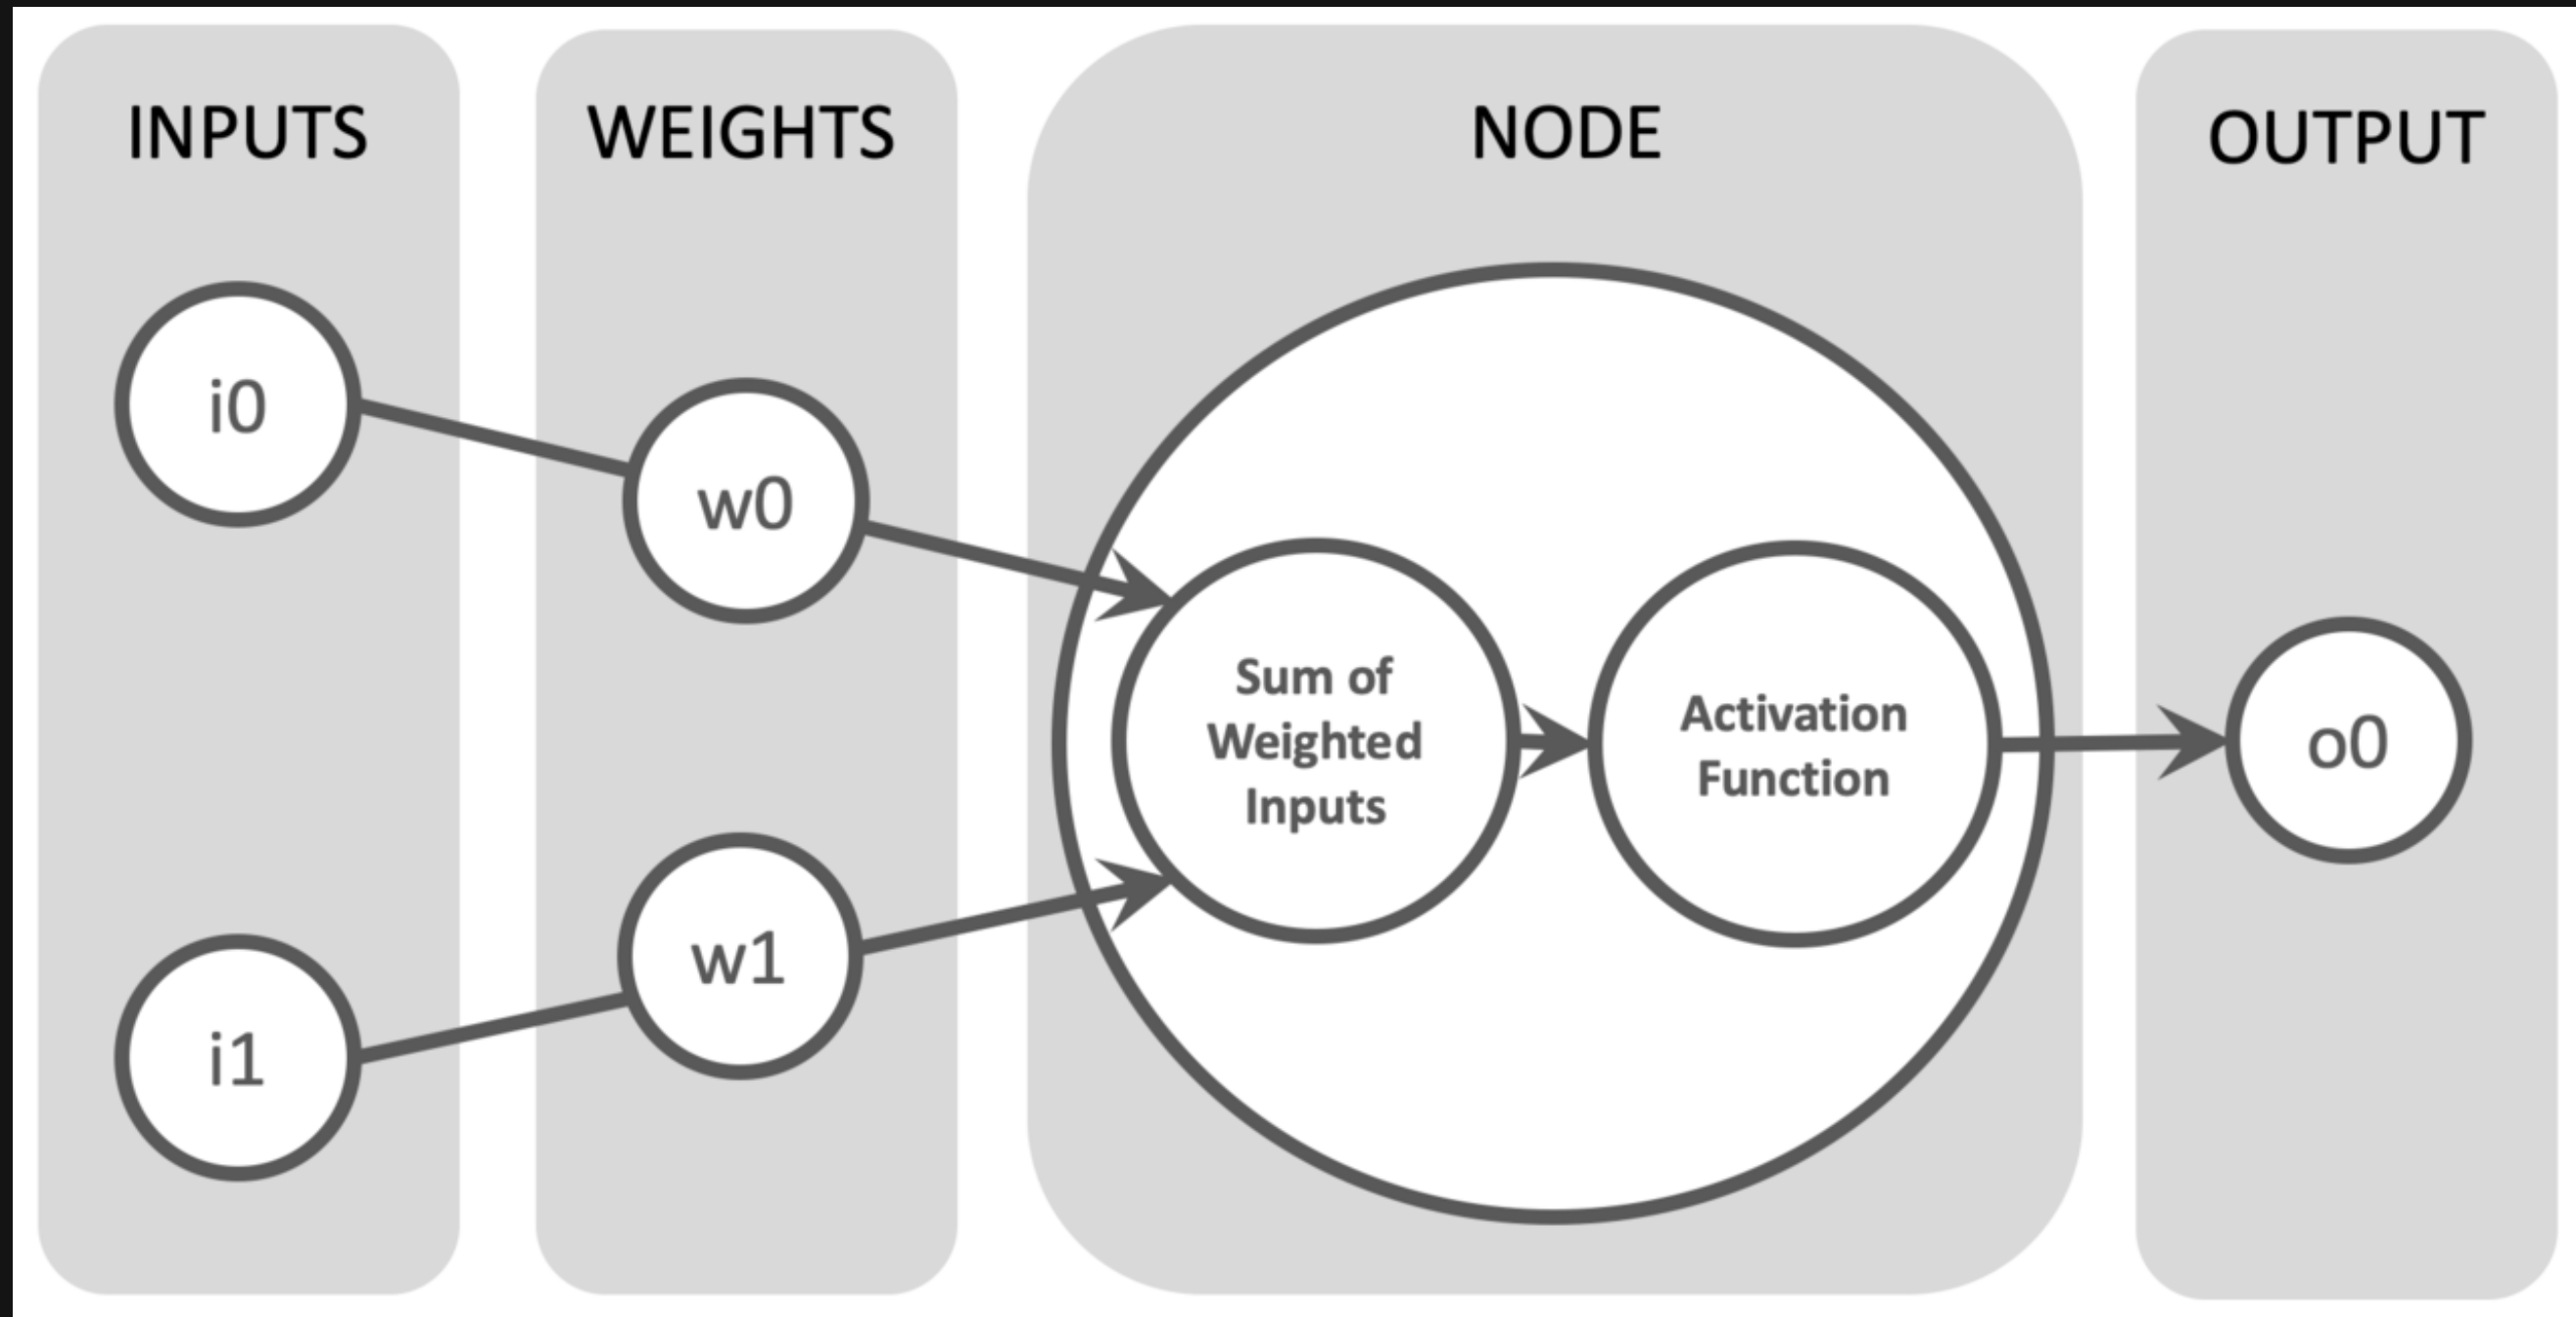 INPUTS
WEIGHTS
NODE
OUTPUT
i0
w0
Sum of
Weighted
Inputs
Activation
Function
o0
w1
i1